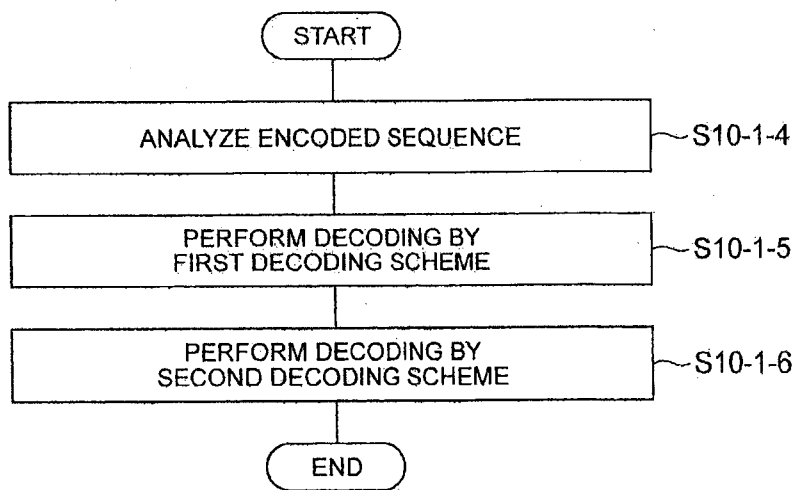 START
ANALYZE ENCODED SEQUENCE
S10-1-4
PERFORM DECODING BY
FIRST DECODING SCHEME
S10-1-5
PERFORM DECODING BY
SECOND DECODING SCHEME
S10-1-6
END